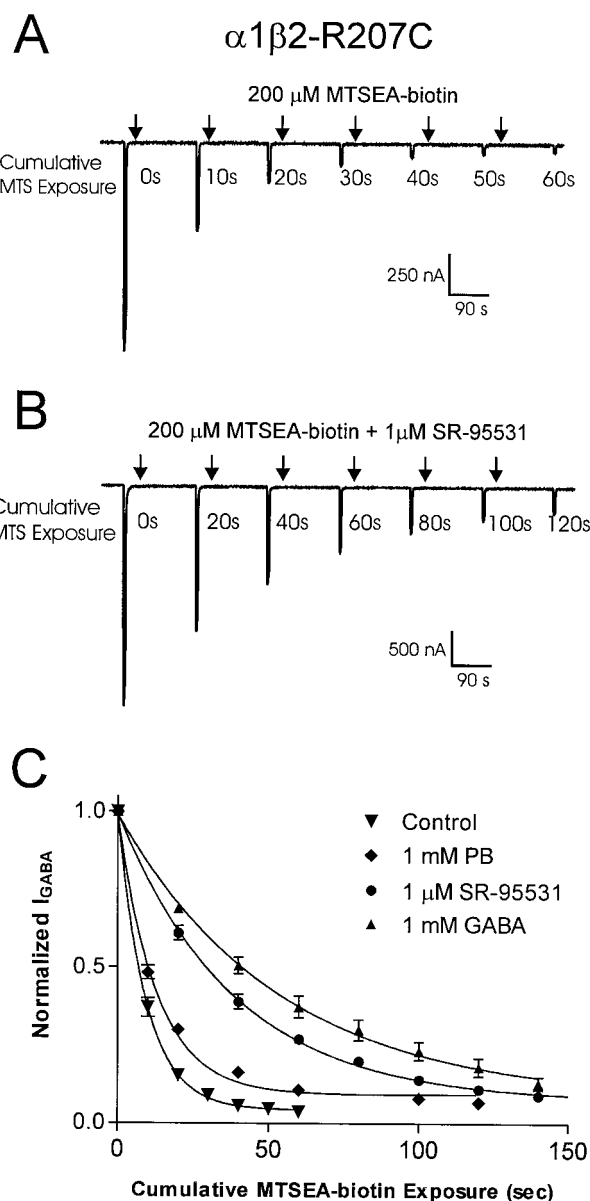 A
α1β2-R207C
200 μM MTSEA-biotin
Cumulative
MTS Exposure
0s 10s 20s 30s 40s 50s 60s
250 nA
90 s
B
200 μM MTSEA-biotin + 1μM SR-95531
Cumulative
MTS Exposure
0s 20s 40s 60s 80s 100s 120s
500 nA
90 s
C
1.0
0.5
0.0
Normalized IGABA
Control
1 mM PB
1 μM SR-95531
1 mM GABA
0 50 100 150
Cumulative MTSEA-biotin Exposure (sec)